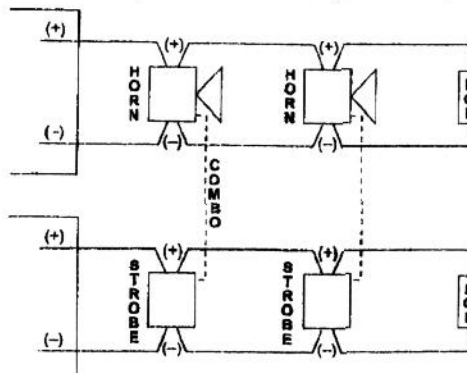 (+)
(+)
(+)
HORN
HORN
(-)
(-)
(-)
COMBO
(+)
(+)
(+)
STROBE
STROBE
(-)
(-)
(-)